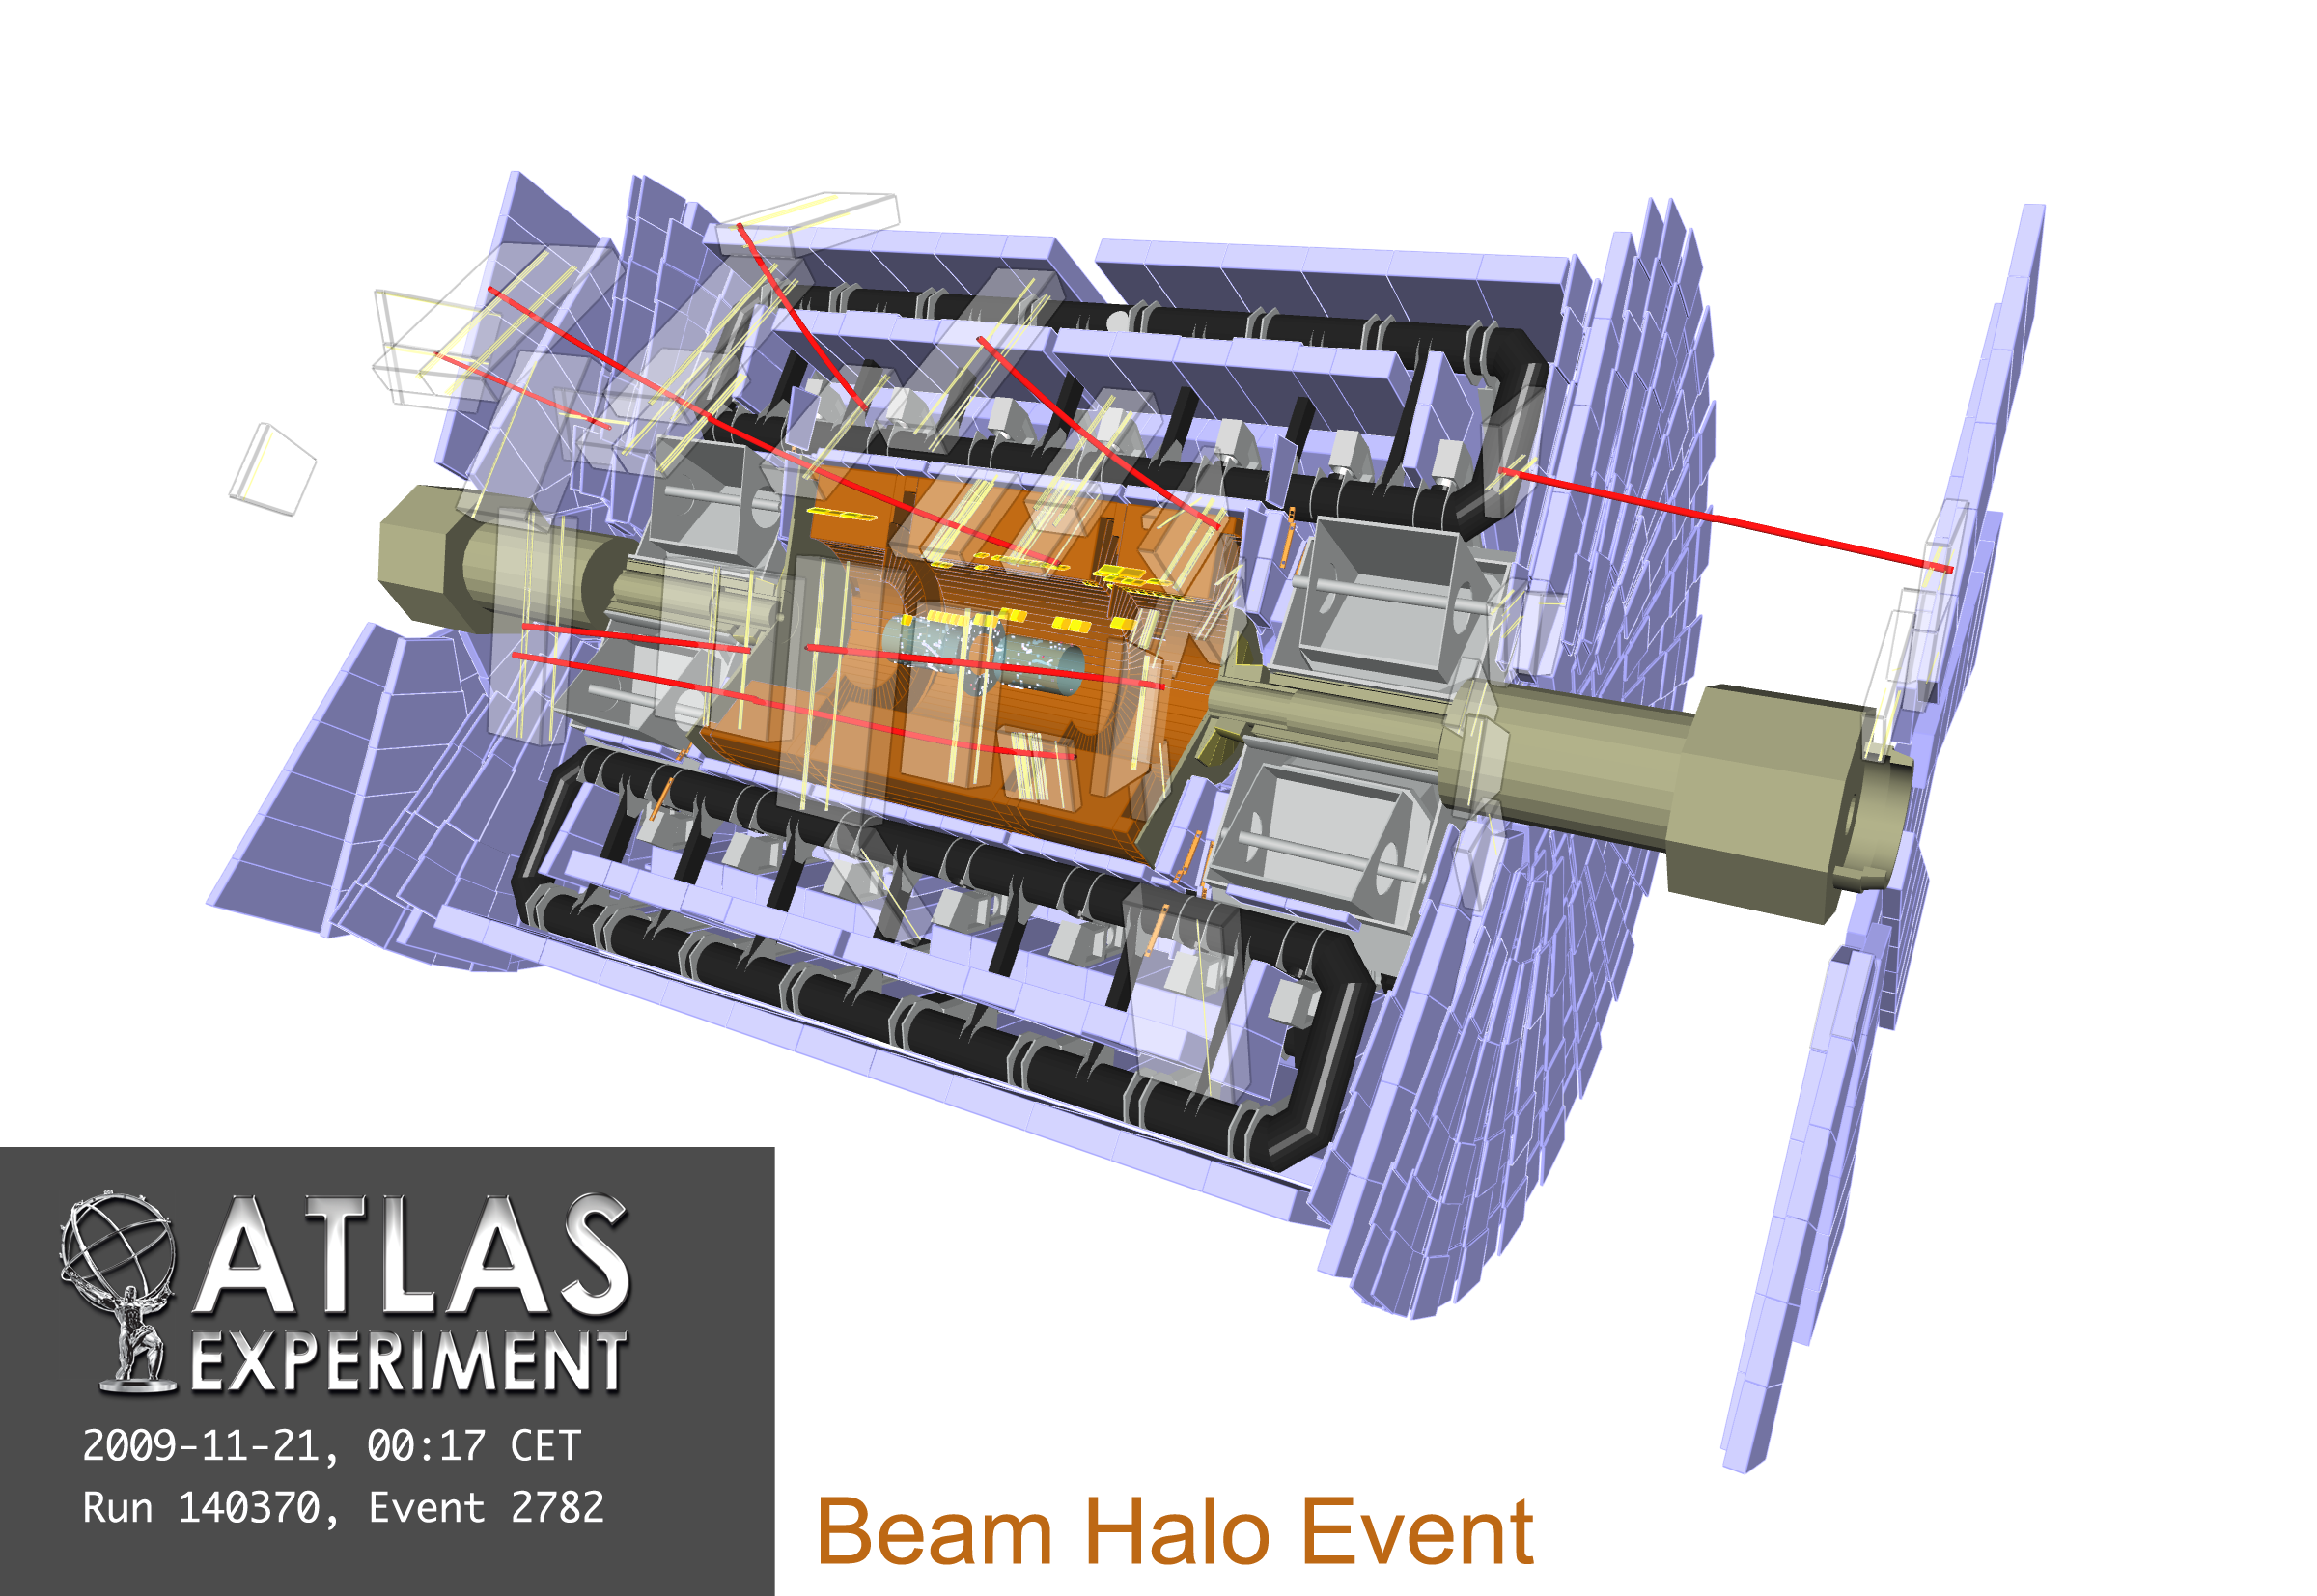 ATLAS
EXPERIMENT
2009-11-21, 00:17 CET
Run 140370, Event 2782
Beam Halo Event